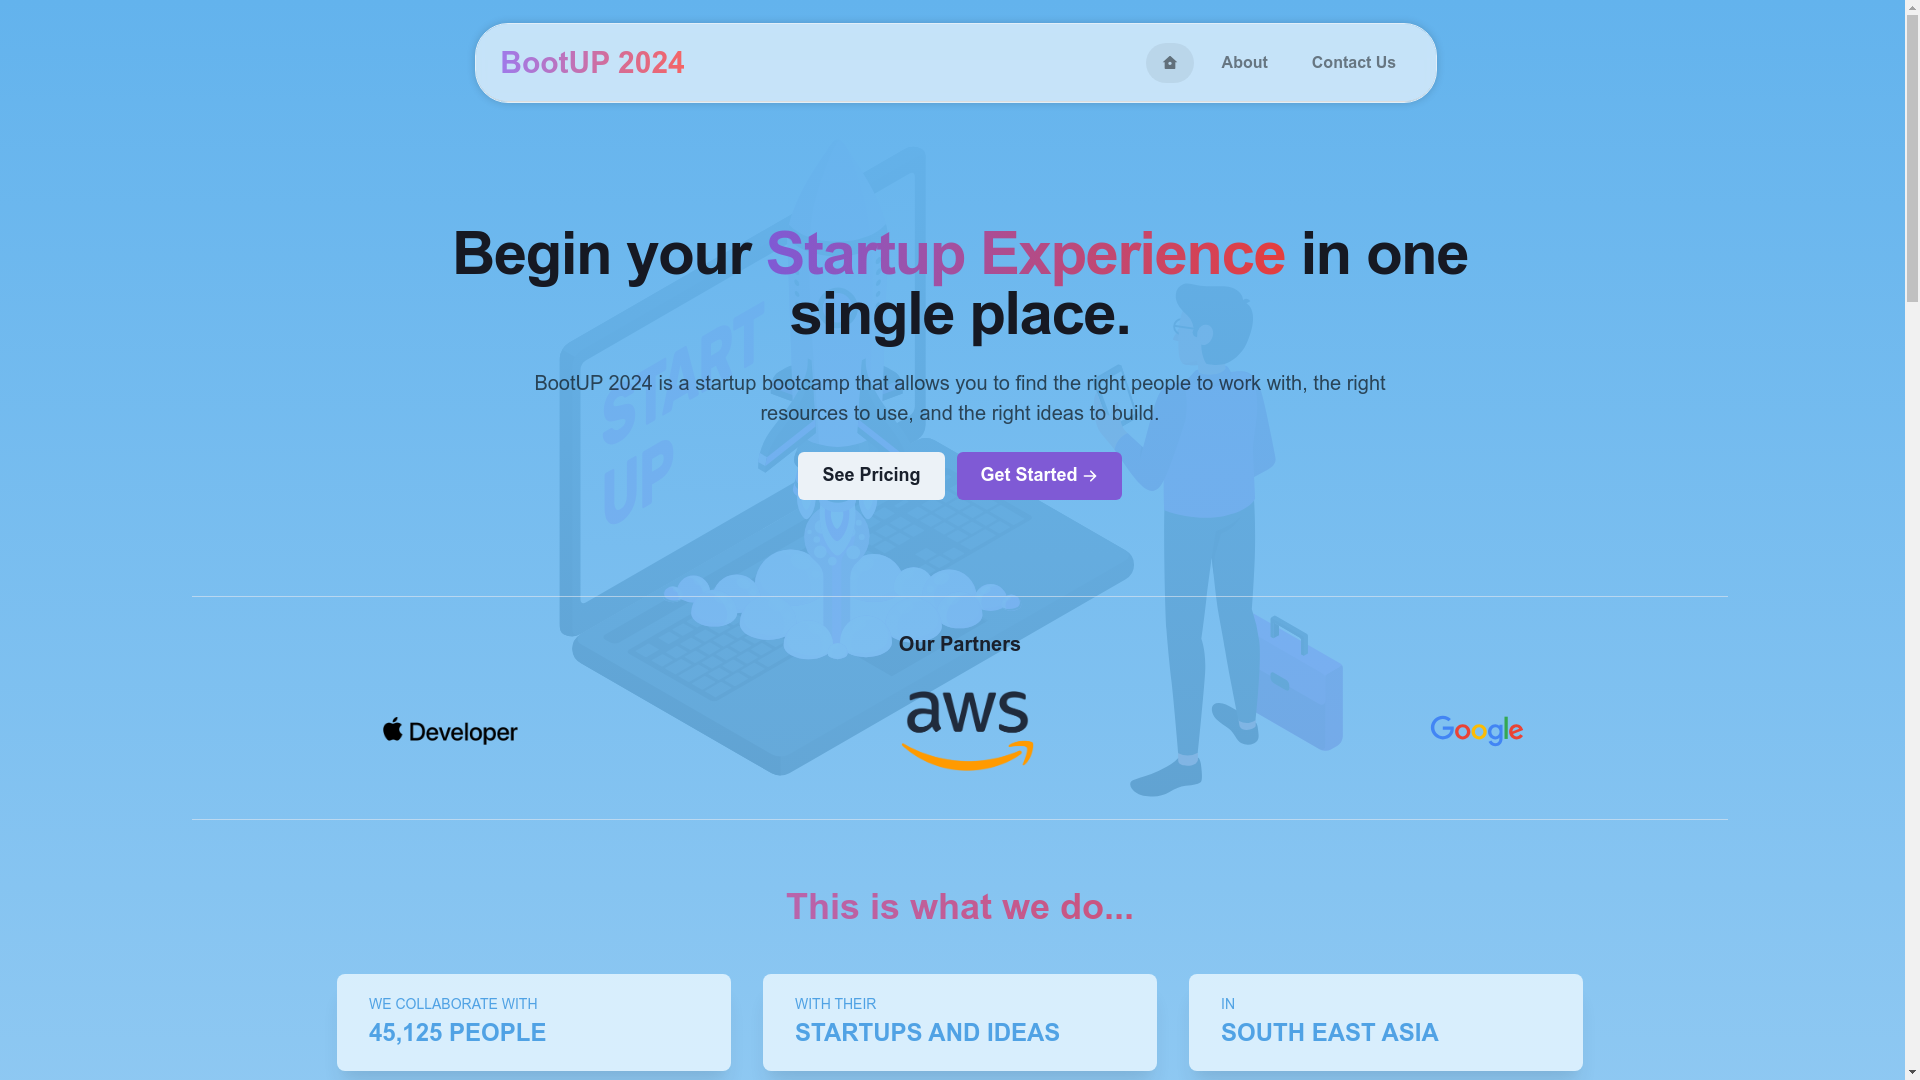 BootUP 2024
About
Contact Us
Begin your Startup Experience in one
single place.
BootUP 2024 is a startup bootcamp that allows you to find the right people to work with, the right
resources to use, and the right ideas to build.
START
UP
See Pricing
Get Started →
Our Partners
Developer
aws
Google
This is what we do...
WE COLLABORATE WITH
45,125 PEOPLE
WITH THEIR
STARTUPS AND IDEAS
IN
SOUTH EAST ASIA